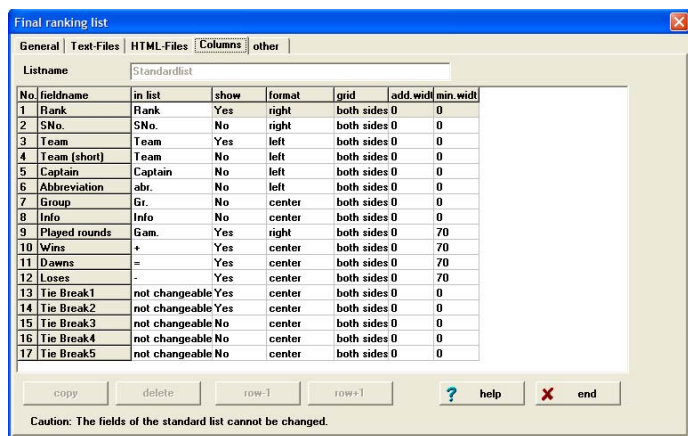 Final ranking list
General Text-Files HTML-Files Columns other
Listname Standardlist
No. fieldname in list show format grid add.widt min.widt
1 Rank Rank Yes right both sides 0 0
2 SNo. SNo. No right both sides 0 0
3 Team Team Yes left both sides 0 0
4 Team (short) Team No left both sides 0 0
5 Captain Captain No left both sides 0 0
6 Abbreviation abr. No left both sides 0 0
7 Group Gr. No center both sides 0 0
8 Info Info No center both sides 0 0
9 Played rounds Gam. Yes right both sides 0 70
10 Wins + Yes center both sides 0 70
11 Dawns = Yes center both sides 0 70
12 Loses - Yes center both sides 0 70
13 Tie Break1 not changeable Yes center both sides 0 0
14 Tie Break2 not changeable Yes center both sides 0 0
15 Tie Break3 not changeable No center both sides 0 0
16 Tie Break4 not changeable No center both sides 0 0
17 Tie Break5 not changeable No center both sides 0 0
copy delete row-1 row+1 ? help X end
Caution: The fields of the standard list cannot be changed.